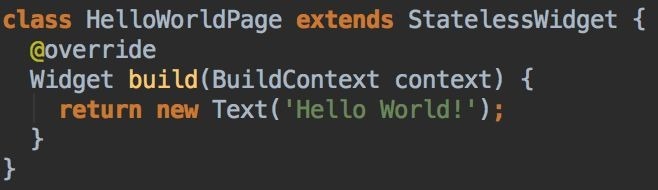 class HelloWorldPage extends StatelessWidget {
  @override
  Widget build(BuildContext context) {
    return new Text('Hello World!');
  }
}